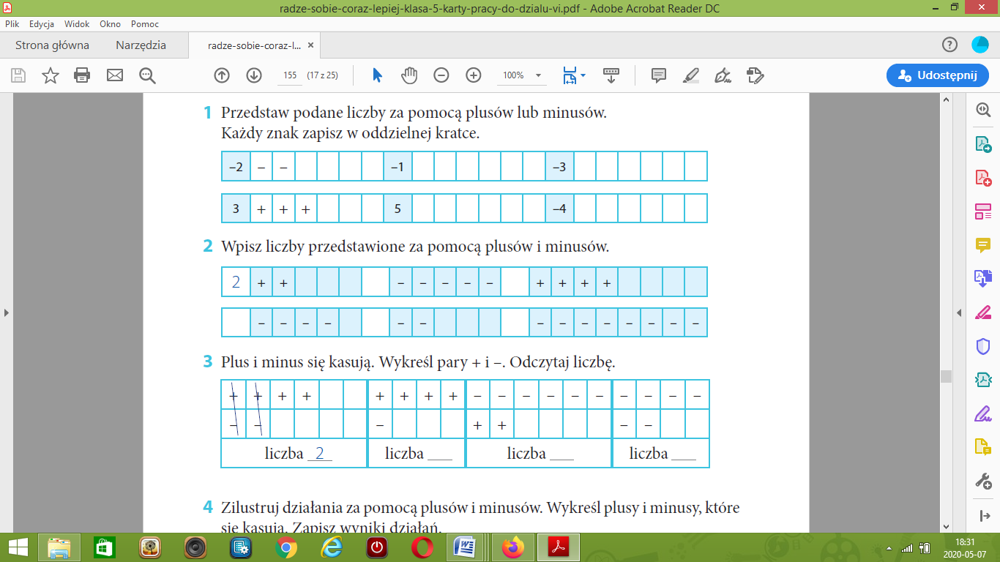 radze-sobie-coraz-lepiej-klasa-5-karty-pracy-do-dzialu-vi.pdf - Adobe Acrobat Reader DC
Plik Edycja Widok Okno Pomoc
Strona główna Narzędzia radze-sobie-coraz-l... ×
155 (17 z 25) 100% Udostępnij
1 Przedstaw podane liczby za pomocą plusów lub minusów.
Każdy znak zapisz w oddzielnej kratce.
–2 – – –1 –3
3 + + + 5 –4
2 Wpisz liczby przedstawione za pomocą plusów i minusów.
2 + + – – – – – + + + +
– – – – – – – – – – – – – –
3 Plus i minus się kasują. Wykreśl pary + i –. Odczytaj liczbę.
+ + + + + + + + – – – – – – – – – –
– – – + + – –
liczba 2 liczba ___ liczba ___ liczba ___
4 Zilustruj działania za pomocą plusów i minusów. Wykreśl plusy i minusy, które
się kasują. Zapisz wyniki działań.
18:31
2020-05-07